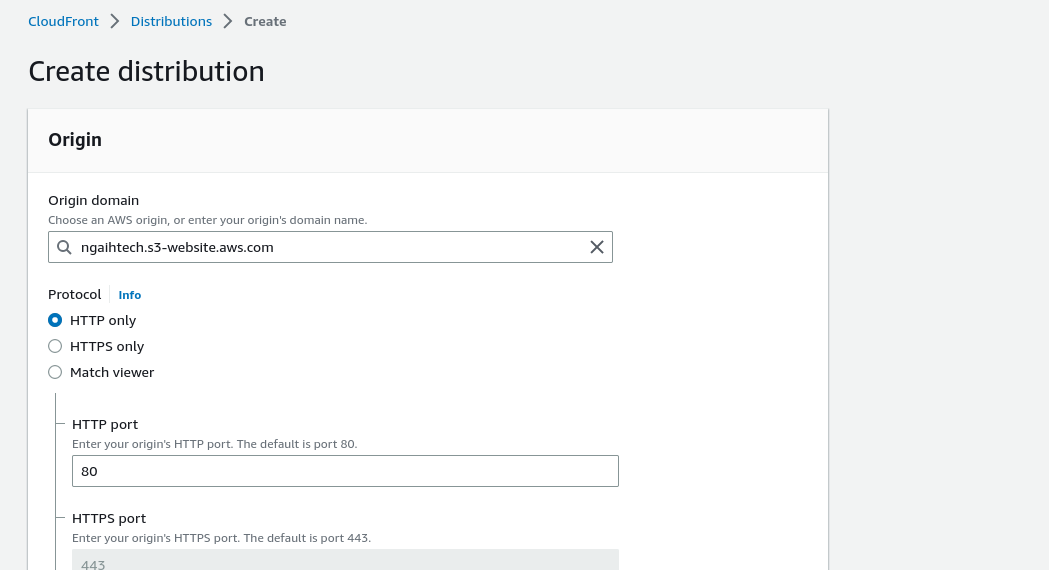 CloudFront > Distributions > Create
Create distribution
Origin
Origin domain
Choose an AWS origin, or enter your origin's domain name.
ngaihtech.s3-website.aws.com
Protocol Info
HTTP only
HTTPS only
Match viewer
HTTP port
Enter your origin's HTTP port. The default is port 80.
80
HTTPS port
Enter your origin's HTTPS port. The default is port 443.
443